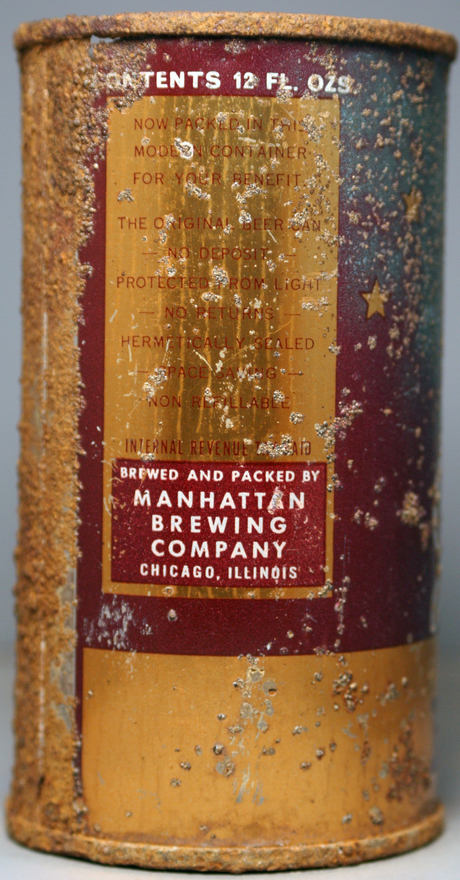 CONTENTS 12 FL. OZS.
NOW PACKED IN THIS
MODERN CONTAINER
FOR YOUR BENEFIT.
THE ORIGINAL BEER CAN
— NO DEPOSIT —
PROTECTED FROM LIGHT
— NO RETURNS —
HERMETICALLY SEALED
— SPACE SAVING —
NON REFILLABLE
INTERNAL REVENUE TAX PAID
BREWED AND PACKED BY
MANHATTAN
BREWING
COMPANY
CHICAGO, ILLINOIS